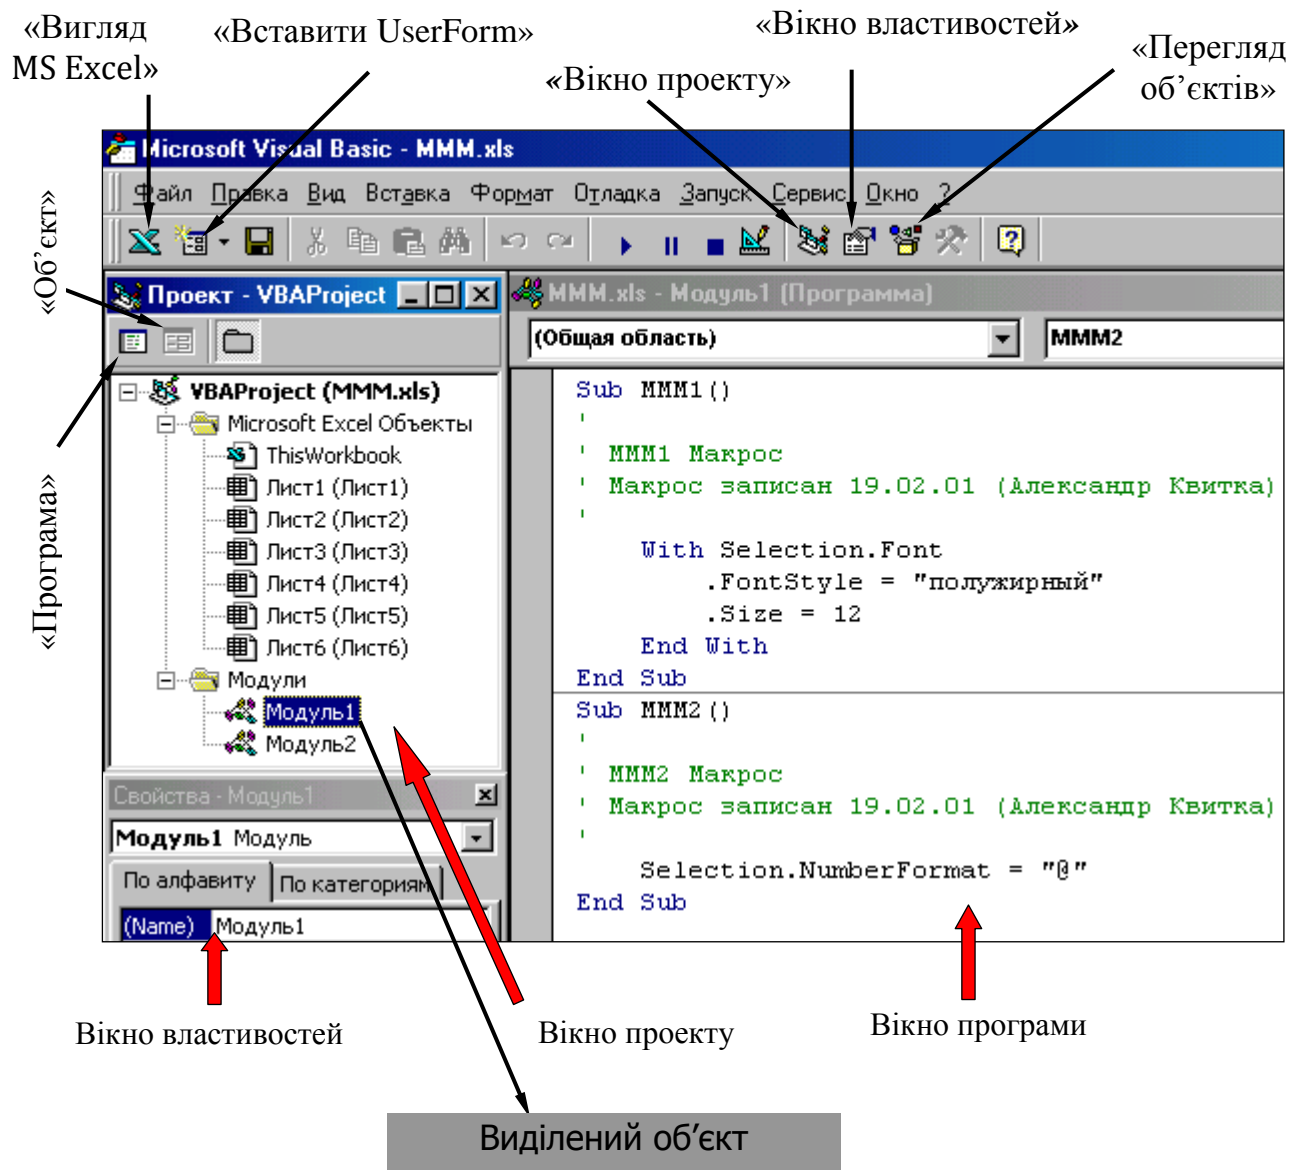 «Вигляд
MS Excel»
«Вставити UserForm»
«Вікно властивостей»
«Вікно проекту»
«Перегляд
об’єктів»
«Об’єкт»
«Програма»
Microsoft Visual Basic - MMM.xls
Файл Правка Вид Вставка Формат Отладка Запуск Сервис Окно ?
Проект - VBAProject
VBAProject (MMM.xls)
Microsoft Excel Объекты
ThisWorkbook
Лист1 (Лист1)
Лист2 (Лист2)
Лист3 (Лист3)
Лист4 (Лист4)
Лист5 (Лист5)
Лист6 (Лист6)
Модули
Модуль1
Модуль2
Свойства - Модуль1
Модуль1 Модуль
По алфавиту По категориям
(Name) Модуль1
MMM.xls - Модуль1 (Программа)
(Общая область) MMM2
Sub MMM1()
'
' MMM1 Макрос
' Макрос записан 19.02.01 (Александр Квитка)
'
With Selection.Font
.FontStyle = "полужирный"
.Size = 12
End With
End Sub
Sub MMM2()
'
' MMM2 Макрос
' Макрос записан 19.02.01 (Александр Квитка)
'
Selection.NumberFormat = "@"
End Sub
Вікно властивостей
Вікно проекту
Вікно програми
Виділений об’єкт